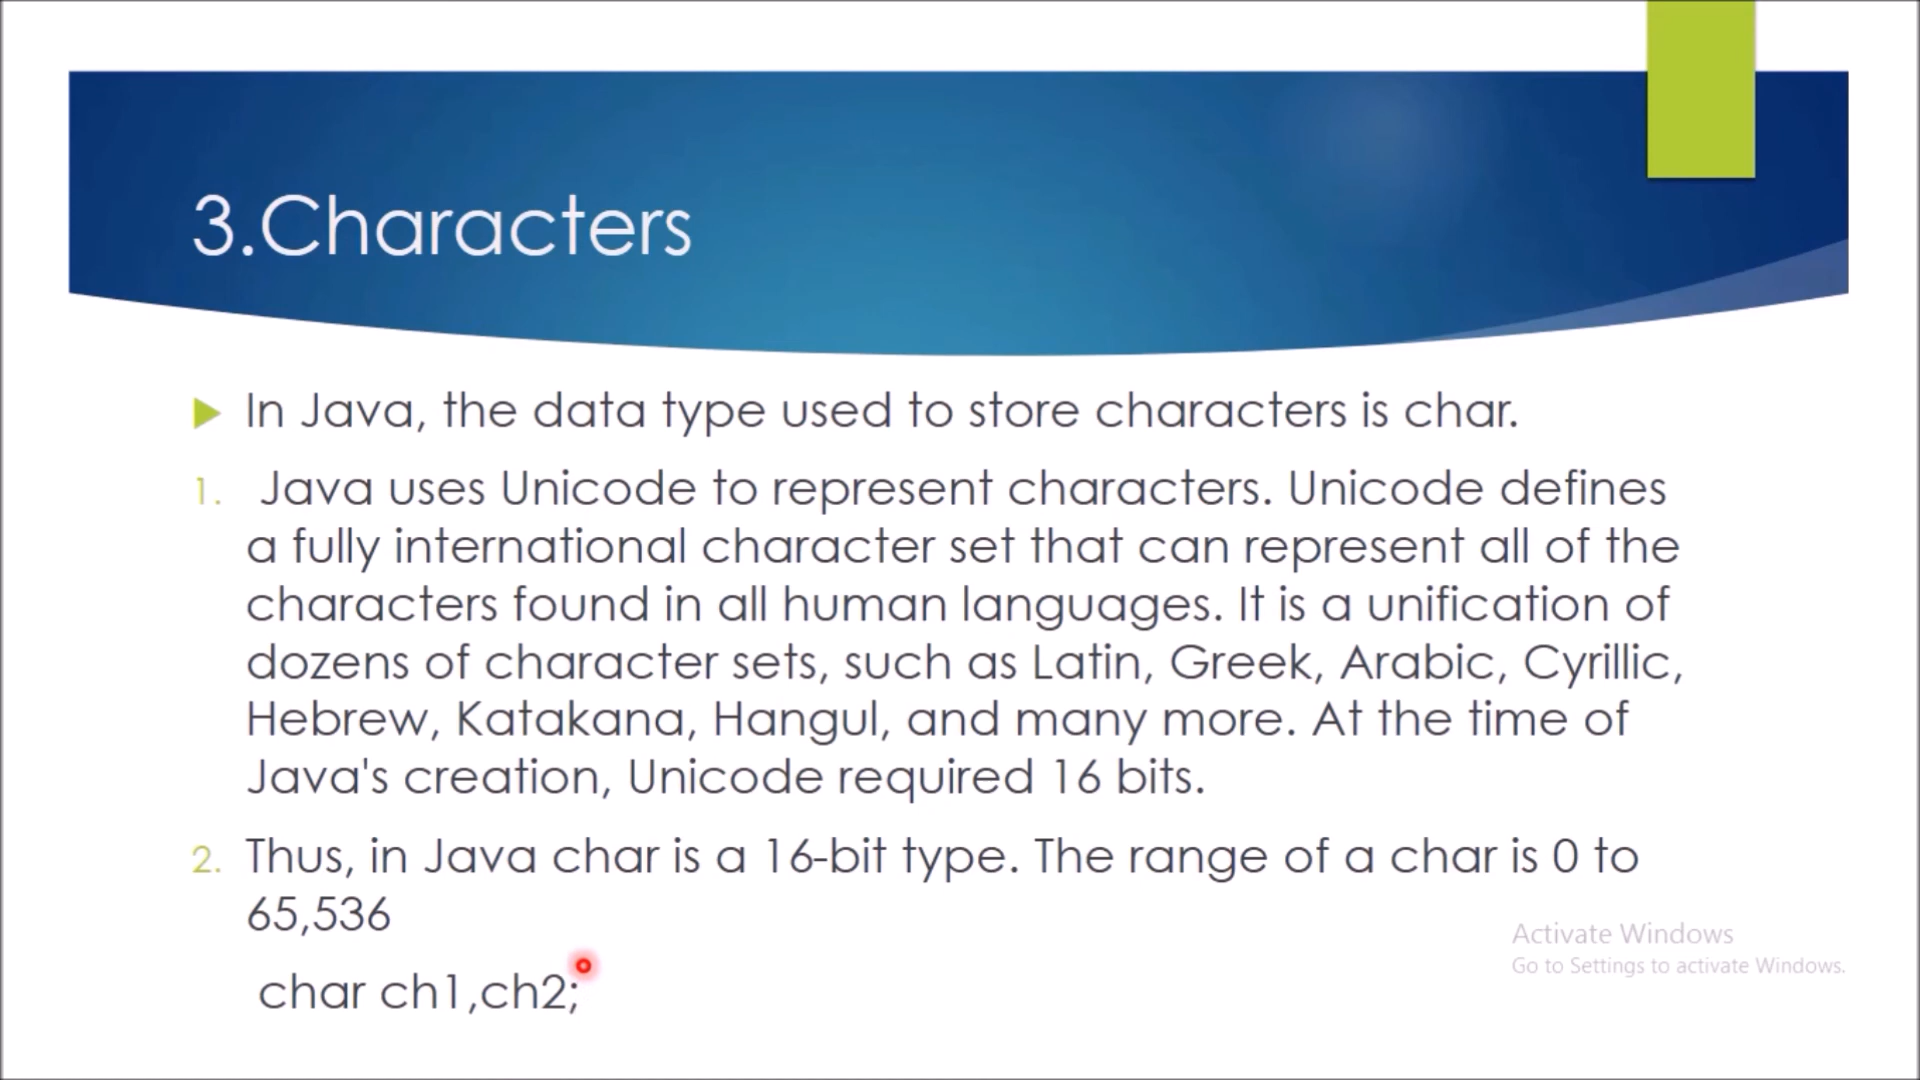 3.Characters
In Java, the data type used to store characters is char.
1. Java uses Unicode to represent characters. Unicode defines
a fully international character set that can represent all of the
characters found in all human languages. It is a unification of
dozens of character sets, such as Latin, Greek, Arabic, Cyrillic,
Hebrew, Katakana, Hangul, and many more. At the time of
Java's creation, Unicode required 16 bits.
2. Thus, in Java char is a 16-bit type. The range of a char is 0 to
65,536
char ch1,ch2;
Activate Windows
Go to Settings to activate Windows.